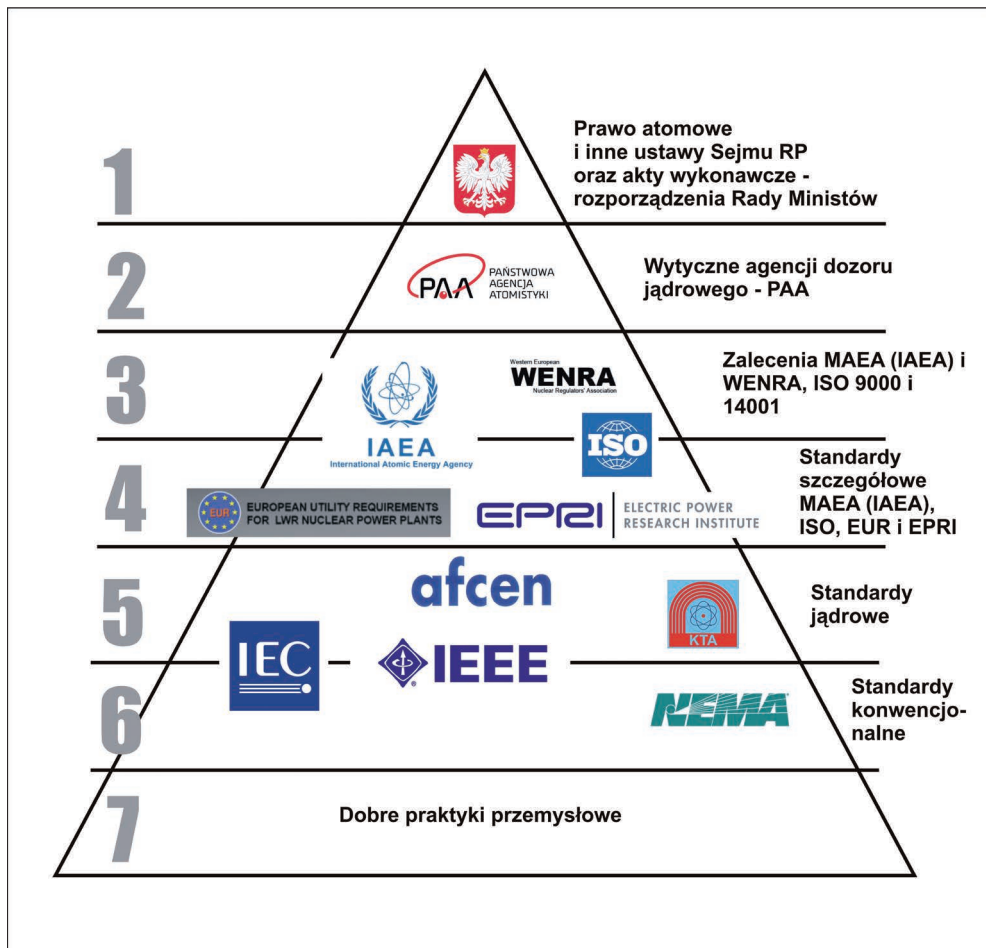 1
Prawo atomowe
i inne ustawy Sejmu RP
oraz akty wykonawcze -
rozporządzenia Rady Ministów
2
PAA
PAŃSTWOWA
AGENCJA
ATOMISTYKI
Wytyczne agencji dozoru
jądrowego - PAA
3
IAEA
International Atomic Energy Agency
Western European
WENRA
Nuclear Regulators' Association
ISO
Zalecenia MAEA (IAEA) i
WENRA, ISO 9000 i
14001
4
EUR
EUROPEAN UTILITY REQUIREMENTS
FOR LWR NUCLEAR POWER PLANTS
EPRI
ELECTRIC POWER
RESEARCH INSTITUTE
Standardy
szczegółowe
MAEA (IAEA),
ISO, EUR i EPRI
5
afcen
KTA
Standardy
jądrowe
IEC
IEEE
®
6
NEMA
Standardy
konwencjo-
nalne
7
Dobre praktyki przemysłowe